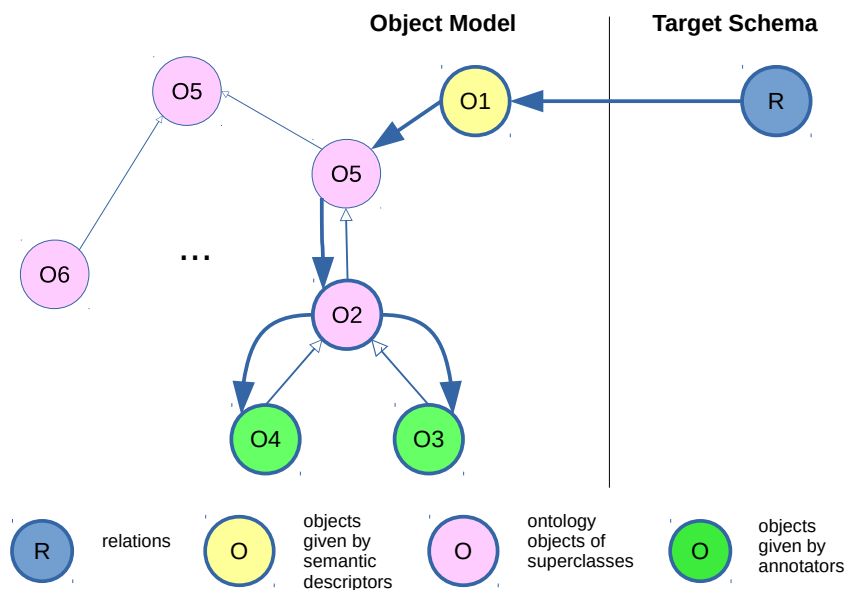 Object Model
Target Schema
O5
O1
R
O5
...
O6
O2
O4
O3
R
relations
O
objects
given by
semantic
descriptors
O
ontology
objects of
superclasses
O
objects
given by
annotators